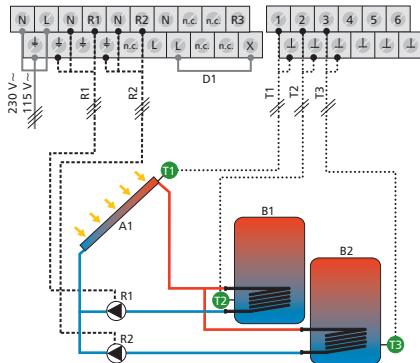 N L N R1 N R2 N n.c. n.c. R3
n.c. L L n.c. n.c. X
1 2 3 4 5 6
D1
230 V~
115 V~
R1
R2
T1
T2
T3
T1
A1
B1
B2
T2
R1
T3
R2